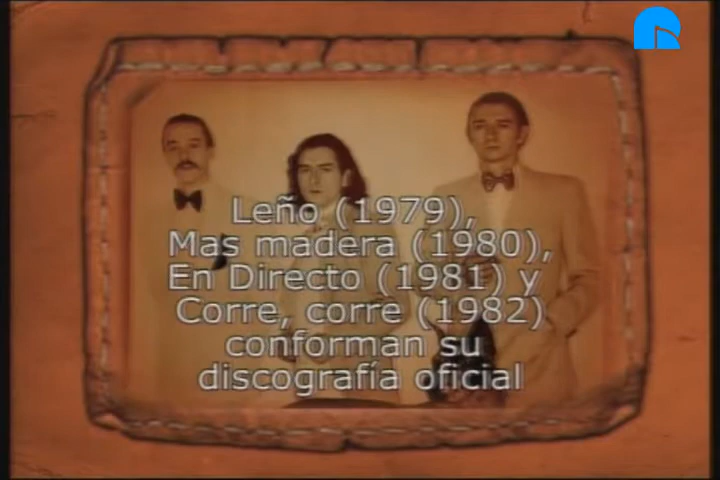 Leño (1979),
Mas madera (1980),
En Directo (1981) y
Corre, corre (1982)
conforman su
discografía oficial